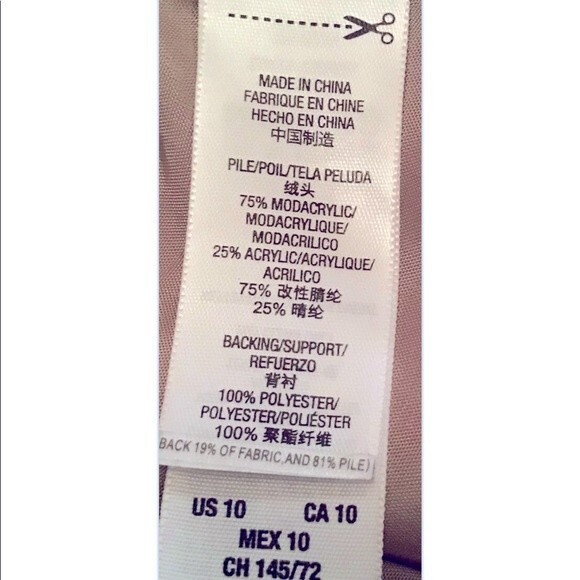 MADE IN CHINA
FABRIQUE EN CHINE
HECHO EN CHINA
中国制造
PILE/POIL/TELA PELUDA
绒头
75% MODACRYLIC/
MODACRYLIQUE/
MODACRILICO
25% ACRYLIC/ACRYLIQUE/
ACRILICO
75% 改性腈纶
25% 腈纶
BACKING/SUPPORT/
REFUERZO
背衬
100% POLYESTER/
POLYESTER/POLIÉSTER
100% 聚酯纤维
BACK 19% OF FABRIC,AND 81% PILE)
US 10 CA 10
MEX 10
CH 145/72